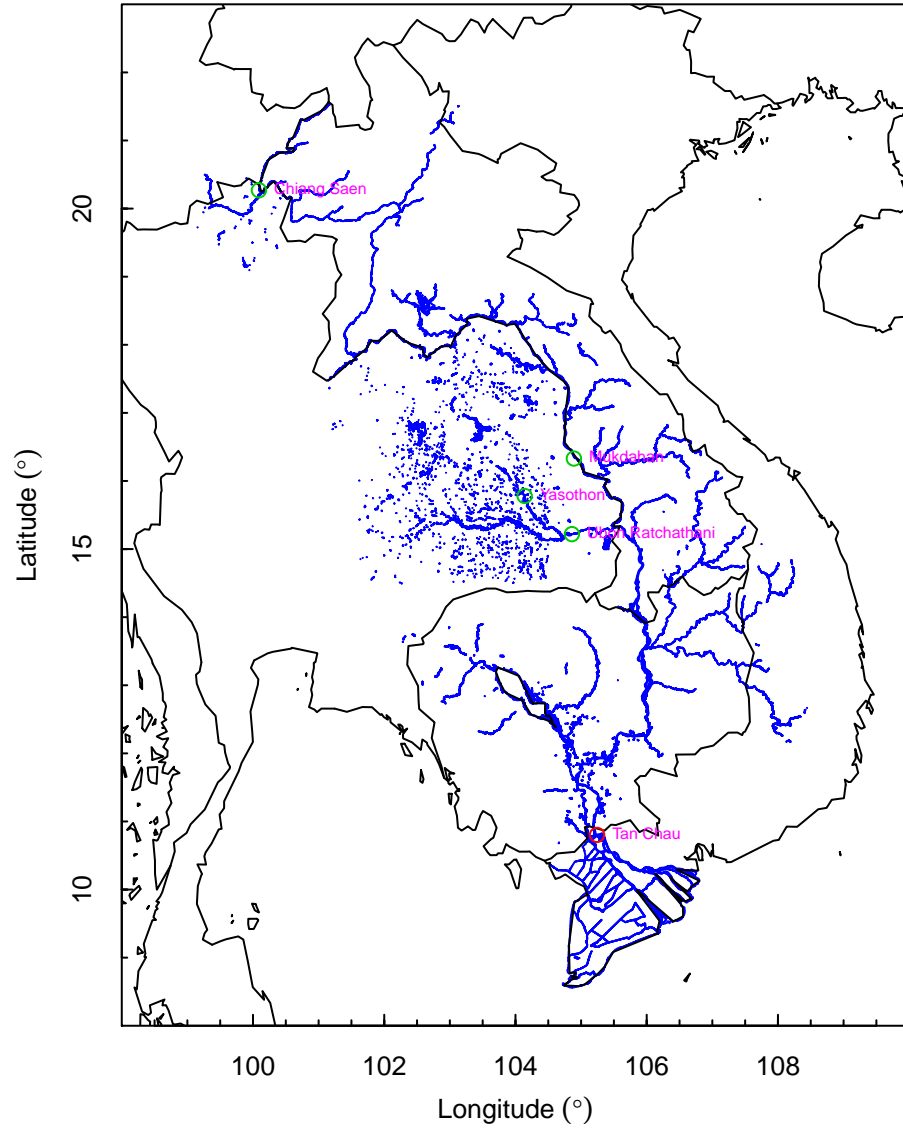 20
Chiang Saen
Mukdahan
Yasothon
Ubon Ratchathani
15
Latitude (°)
Tan Chau
10
100 102 104 106 108
Longitude (°)